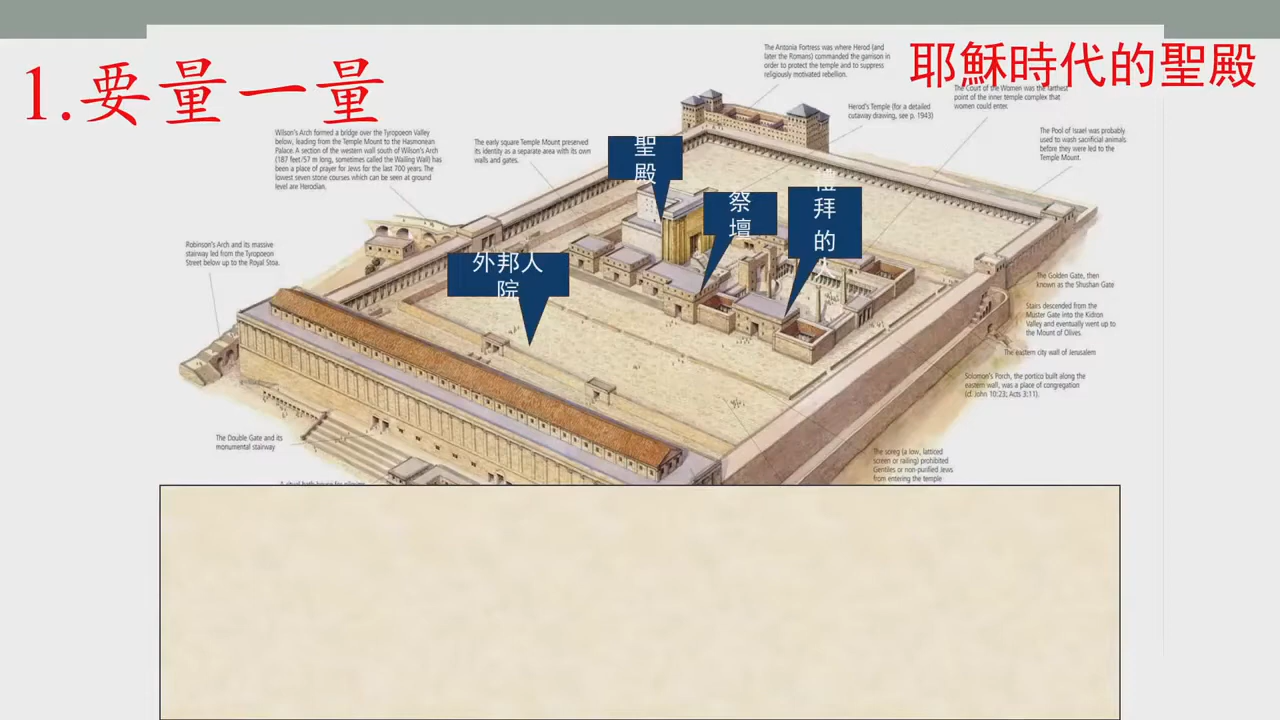 1.要量一量
耶穌時代的聖殿
The Antonia Fortress was where Herod (and
later the Romans) commanded the garrison in
order to protect the temple and to suppress
religiously motivated rebellion.
The Court of the Women was the farthest
point of the inner temple complex that
women could enter.
Herod's Temple (for a detailed
cutaway drawing, see p. 1943)
The Pool of Israel was probably
used to wash sacrificial animals
before they were led to the
Temple Mount.
Wilson's Arch formed a bridge over the Tyropoeon Valley
below, leading from the Temple Mount to the Hasmonean
Palace. A section of the western wall south of Wilson's Arch
(187 feet/57 m long, sometimes called the Wailing Wall) has
been a place of prayer for Jews for the last 700 years. The
lowest seven stone courses which can be seen at ground
level are Herodian.
The early square Temple Mount preserved
its identity as a separate area with its own
walls and gates.
聖
殿
祭
壇
禮
拜
的
人
外邦人
院
Robinson's Arch and its massive
stairway led from the Tyropoeon
Street below up to the Royal Stoa.
The Golden Gate, then
known as the Shushan Gate
Stairs descended from the
Muster Gate into the Kidron
Valley and eventually went up to
the Mount of Olives.
The eastern city wall of Jerusalem
Solomon's Porch, the portico built along the
eastern wall, was a place of congregation
(cf. John 10:23; Acts 3:11).
The Double Gate and its
monumental stairway
The soreg (a low, latticed
screen or railing) prohibited
Gentiles or non-purified Jews
from entering the temple